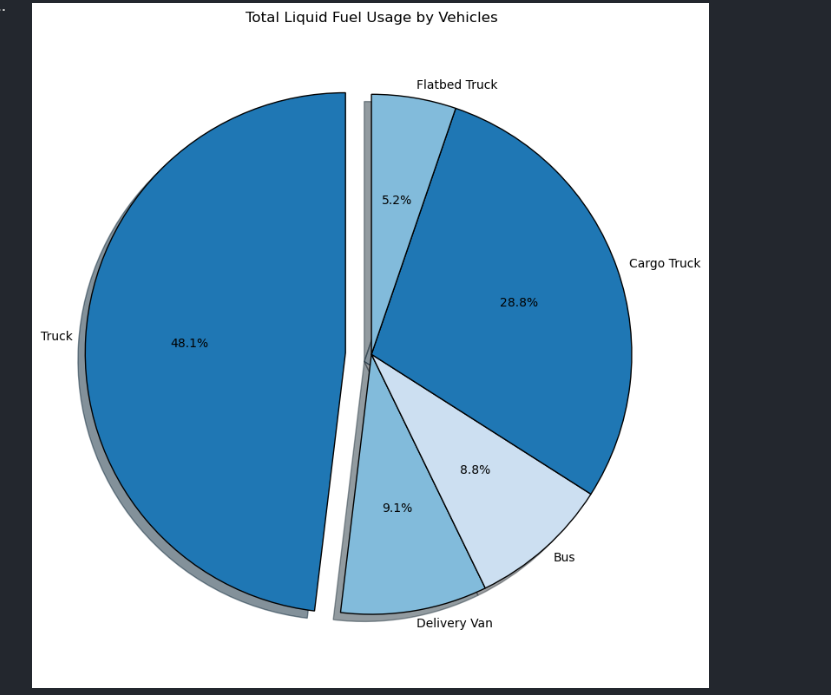 Total Liquid Fuel Usage by Vehicles
Flatbed Truck
5.2%
Cargo Truck
28.8%
Truck
48.1%
8.8%
9.1%
Bus
Delivery Van